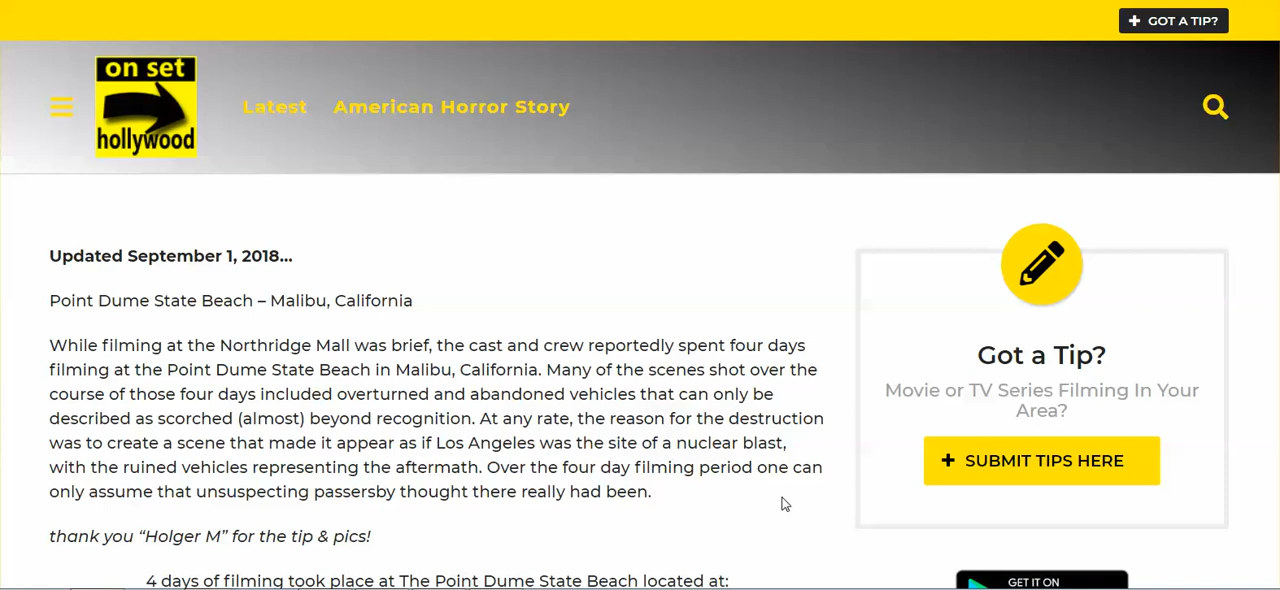 + GOT A TIP?
on set
hollywood
Latest American Horror Story
Updated September 1, 2018...
Point Dume State Beach – Malibu, California
While filming at the Northridge Mall was brief, the cast and crew reportedly spent four days
filming at the Point Dume State Beach in Malibu, California. Many of the scenes shot over the
course of those four days included overturned and abandoned vehicles that can only be
described as scorched (almost) beyond recognition. At any rate, the reason for the destruction
was to create a scene that made it appear as if Los Angeles was the site of a nuclear blast,
with the ruined vehicles representing the aftermath. Over the four day filming period one can
only assume that unsuspecting passersby thought there really had been.
thank you “Holger M” for the tip & pics!
4 days of filming took place at The Point Dume State Beach located at:
Got a Tip?
Movie or TV Series Filming In Your
Area?
+ SUBMIT TIPS HERE
GET IT ON